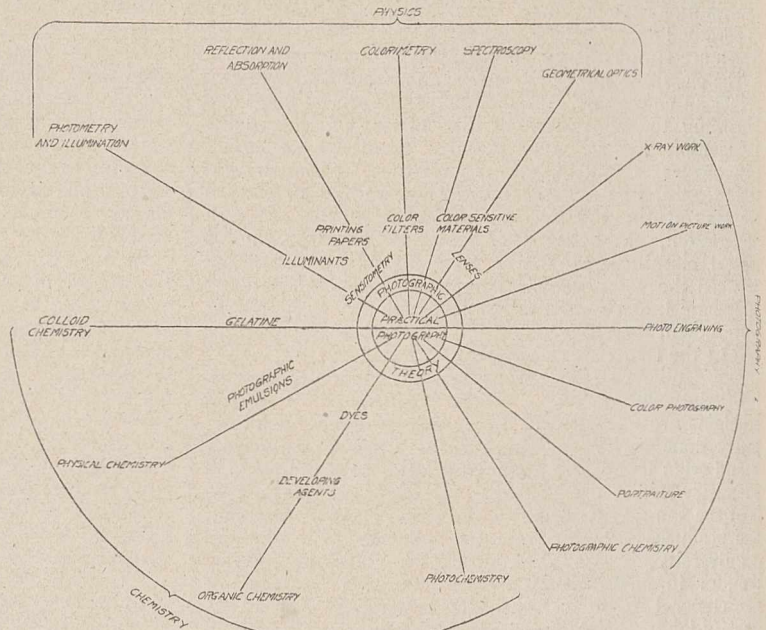 PHYSICS
REFLECTION AND
ABSORPTION
COLORIMETRY
SPECTROSCOPY
GEOMETRICAL OPTICS
PHOTOMETRY
AND ILLUMINATION
X RAY WORK
PRINTING
PAPERS
COLOR
FILTERS
COLOR SENSITIVE
MATERIALS
MOTION PICTURE WORK
ILLUMINANTS
SENSITOMETRY
LENSES
PHOTOGRAPHIC
PRACTICAL
PHOTOGRAPHY
THEORY
COLLOID
CHEMISTRY
GELATINE
PHOTO ENGRAVING
PHOTOGRAPHY
PHOTOGRAPHIC
EMULSIONS
DYES
COLOR PHOTOGRAPHY
PHYSICAL CHEMISTRY
DEVELOPING
AGENTS
PORTRAITURE
PHOTOGRAPHIC CHEMISTRY
PHOTOCHEMISTRY
ORGANIC CHEMISTRY
CHEMISTRY